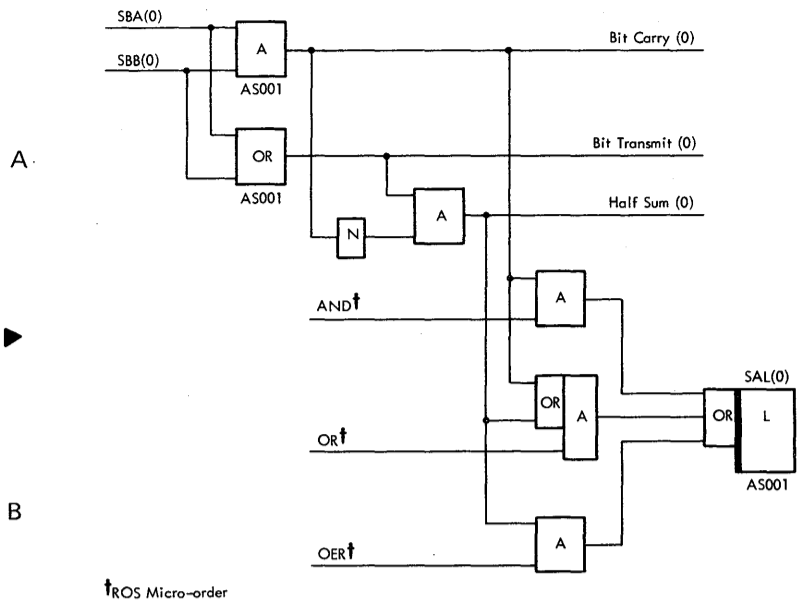 SBA(0)
A
Bit Carry (0)
SBB(0)
AS001
A
OR
Bit Transmit (0)
AS001
A
Half Sum (0)
N
AND†
A
SAL(0)
OR
A
OR
L
OR†
AS001
B
OER†
A
†ROS Micro-order